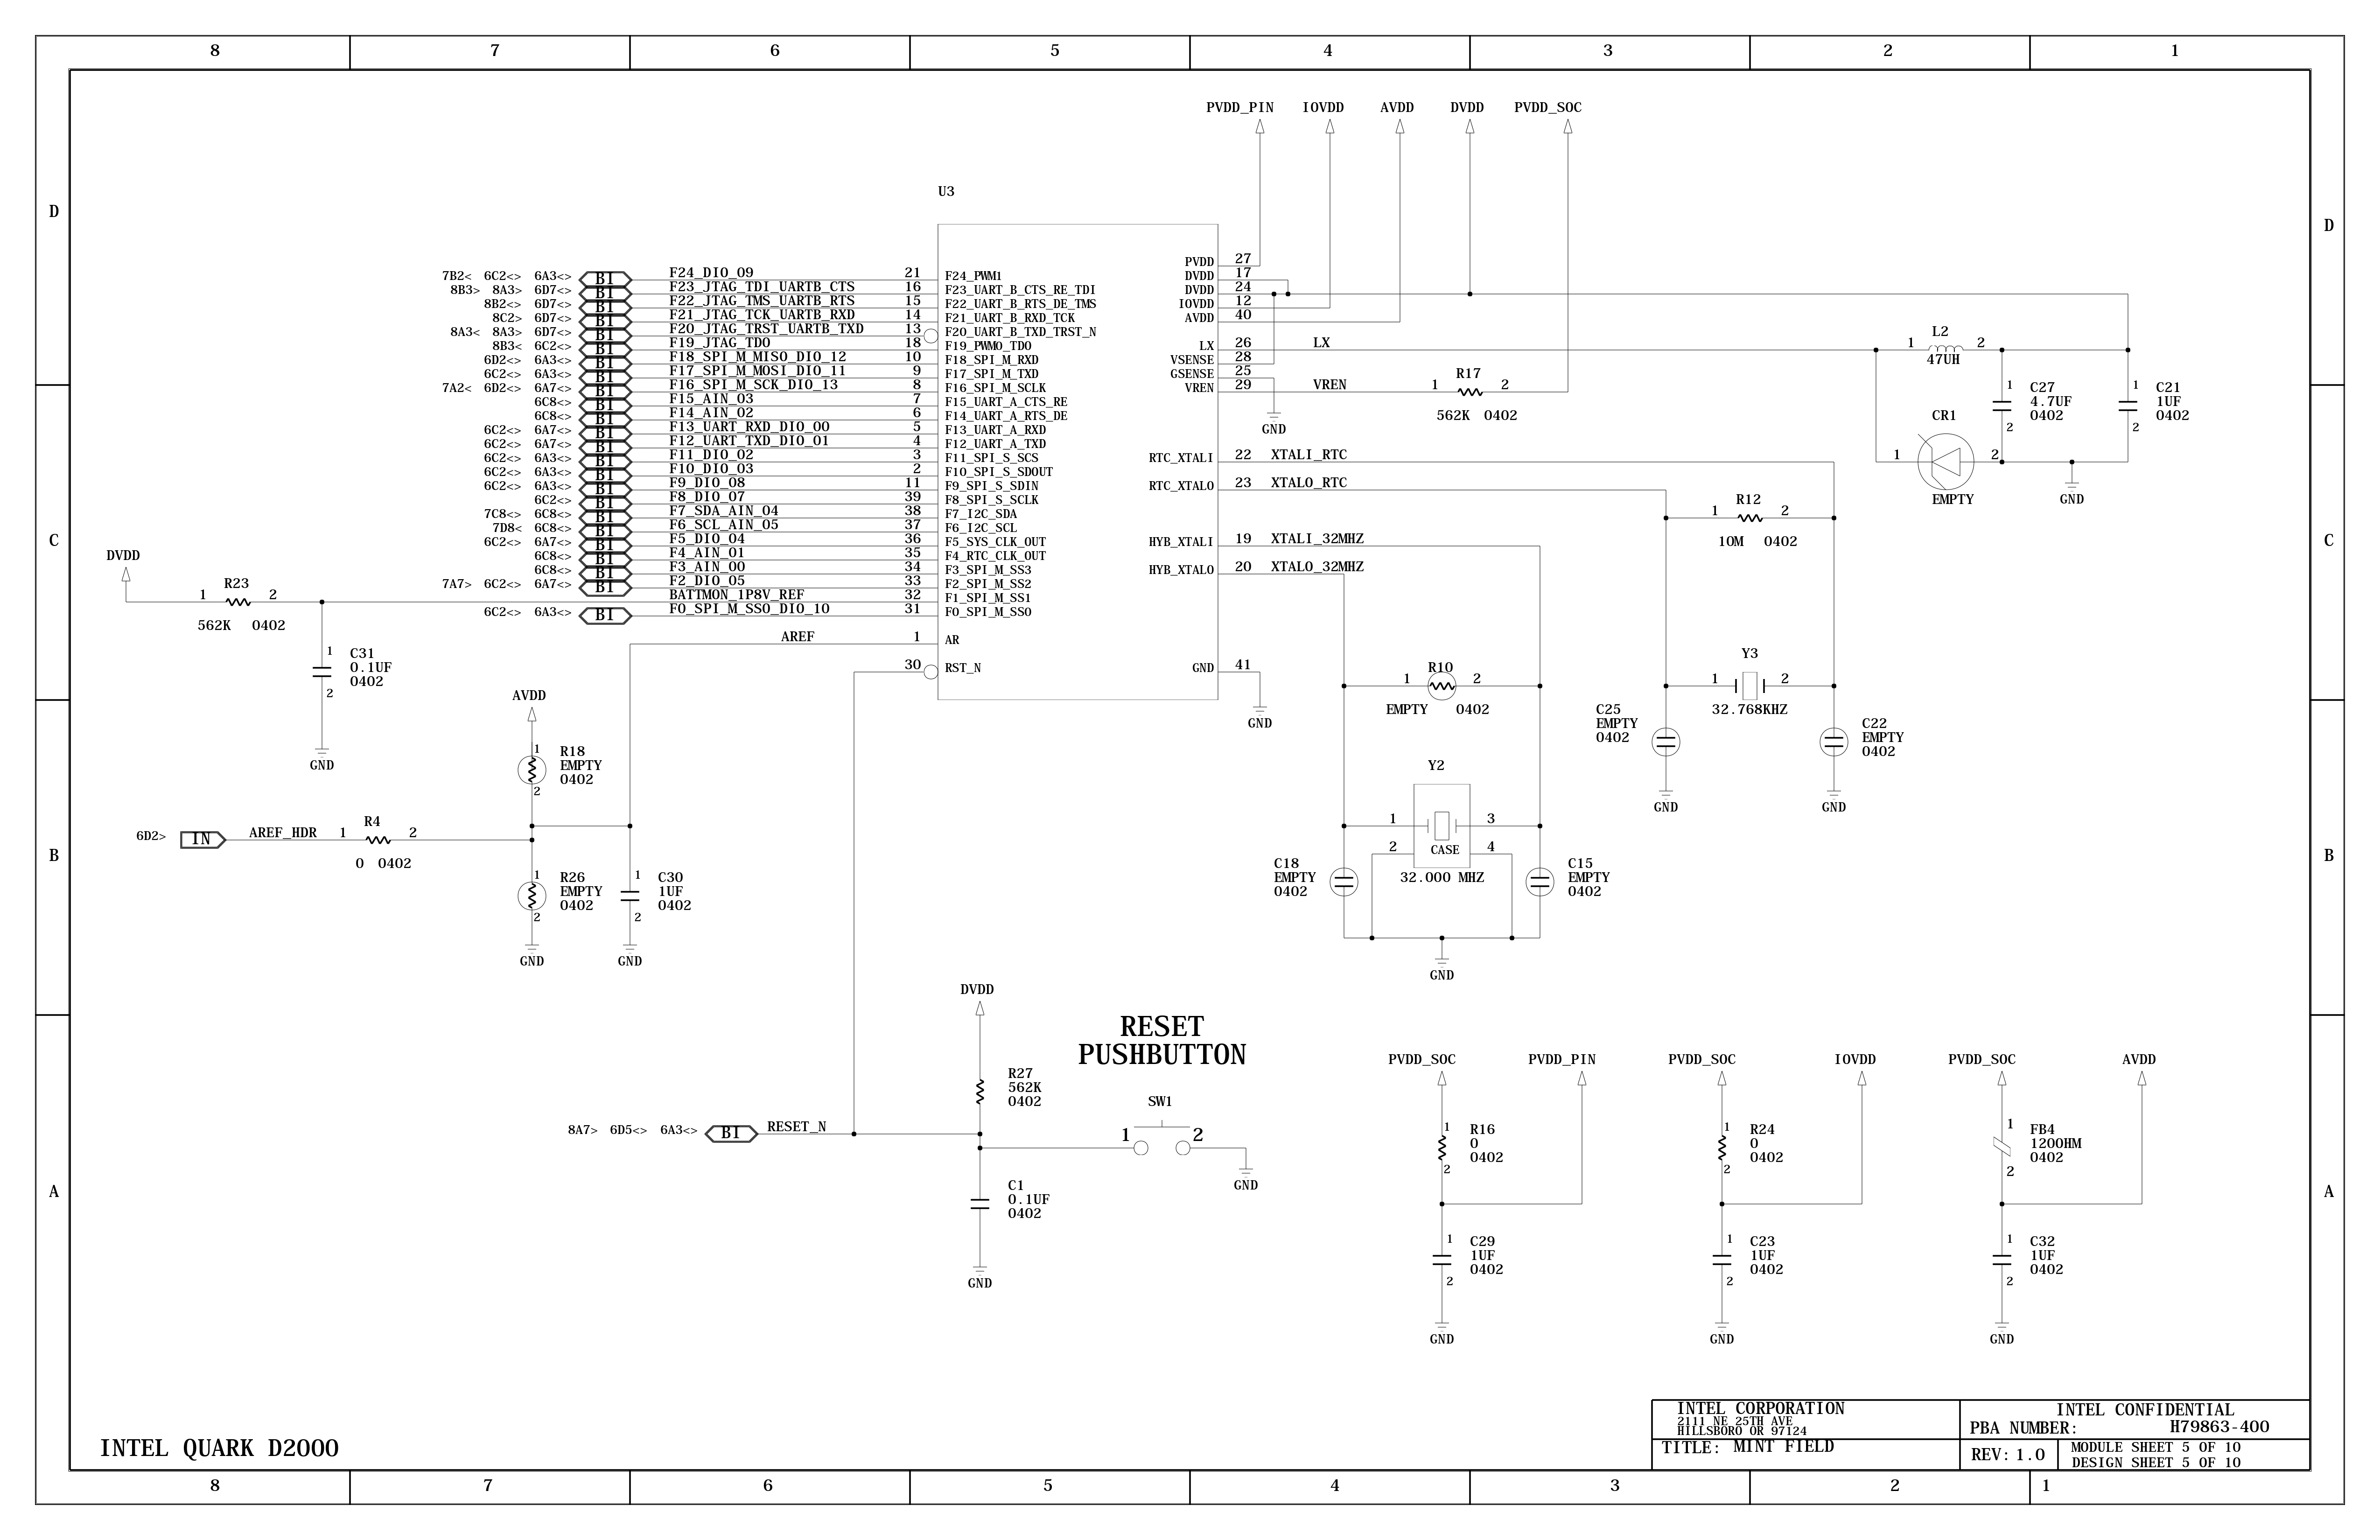 8 7 6 5 4 3 2 1
PVDD_PIN IOVDD AVDD DVDD PVDD_SOC
U3
D D
PVDD 27
7B2< 6C2<> 6A3<> BI F24_DIO_09 21 F24_PWM1
DVDD 17
8B3> 8A3> 6D7<> BI F23_JTAG_TDI_UARTB_CTS 16 F23_UART_B_CTS_RE_TDI
DVDD 24
8B2<> 6D7<> BI F22_JTAG_TMS_UARTB_RTS 15 F22_UART_B_RTS_DE_TMS
IOVDD 12
8C2> 6D7<> BI F21_JTAG_TCK_UARTB_RXD 14 F21_UART_B_RXD_TCK
AVDD 40
8A3< 8A3> 6D7<> BI F20_JTAG_TRST_UARTB_TXD 13 F20_UART_B_TXD_TRST_N
8B3< 6C2<> BI F19_JTAG_TDO 18 F19_PWM0_TDO
LX 26 LX
6D2<> 6A3<> BI F18_SPI_M_MISO_DIO_12 10 F18_SPI_M_RXD
VSENSE 28
6C2<> 6A3<> BI F17_SPI_M_MOSI_DIO_11 9 F17_SPI_M_TXD
GSENSE 25
7A2< 6D2<> 6A7<> BI F16_SPI_M_SCK_DIO_13 8 F16_SPI_M_SCLK
VREN 29 VREN 1 R17 2
562K 0402
GND
6C8<> BI F15_AIN_03 7 F15_UART_A_CTS_RE
6C8<> BI F14_AIN_02 6 F14_UART_A_RTS_DE
6C2<> 6A7<> BI F13_UART_RXD_DIO_00 5 F13_UART_A_RXD
6C2<> 6A7<> BI F12_UART_TXD_DIO_01 4 F12_UART_A_TXD
6C2<> 6A3<> BI F11_DIO_02 3 F11_SPI_S_SCS
RTC_XTALI 22 XTALI_RTC
6C2<> 6A3<> BI F10_DIO_03 2 F10_SPI_S_SDOUT
6C2<> 6A3<> BI F9_DIO_08 11 F9_SPI_S_SDIN
RTC_XTALO 23 XTALO_RTC
6C2<> BI F8_DIO_07 39 F8_SPI_S_SCLK
7C8<> 6C8<> BI F7_SDA_AIN_04 38 F7_I2C_SDA
7D8< 6C8<> BI F6_SCL_AIN_05 37 F6_I2C_SCL
6C2<> 6A7<> BI F5_DIO_04 36 F5_SYS_CLK_OUT
HYB_XTALI 19 XTALI_32MHZ
6C8<> BI F4_AIN_01 35 F4_RTC_CLK_OUT
6C8<> BI F3_AIN_00 34 F3_SPI_M_SS3
HYB_XTALO 20 XTALO_32MHZ
7A7> 6C2<> 6A7<> BI F2_DIO_05 33 F2_SPI_M_SS2
BATTMON_1P8V_REF 32 F1_SPI_M_SS1
6C2<> 6A3<> BI F0_SPI_M_SS0_DIO_10 31 F0_SPI_M_SS0
AREF 1 AR
30 RST_N
GND 41
GND
1 L2 2
47UH
1 C27
4.7UF
0402
2
1 C21
1UF
0402
2
CR1
1 2
EMPTY
GND
C C
DVDD
1 R23 2
562K 0402
1 C31
0.1UF
0402
2
GND
1 R12 2
10M 0402
Y3
1 2
32.768KHZ
C25
EMPTY
0402
GND
C22
EMPTY
0402
GND
1 R10 2
EMPTY 0402
Y2
1 3
2 CASE 4
32.000 MHZ
C18
EMPTY
0402
C15
EMPTY
0402
GND
AVDD
1 R18
EMPTY
0402
2
B B
6D2> IN AREF_HDR 1 R4 2
0 0402
1 R26
EMPTY
0402
2
GND
1 C30
1UF
0402
2
GND
DVDD
RESET
PUSHBUTTON
R27
562K
0402
SW1
1 2
GND
8A7> 6D5<> 6A3<> BI RESET_N
C1
0.1UF
0402
GND
A A
PVDD_SOC PVDD_PIN
1 R16
0
0402
2
1 C29
1UF
0402
2
GND
PVDD_SOC IOVDD
1 R24
0
0402
2
1 C23
1UF
0402
2
GND
PVDD_SOC AVDD
1 FB4
120OHM
0402
2
1 C32
1UF
0402
2
GND
INTEL QUARK D2000
INTEL CORPORATION
2111 NE 25TH AVE
HILLSBORO OR 97124
TITLE: MINT FIELD
INTEL CONFIDENTIAL
PBA NUMBER: H79863-400
REV: 1.0
MODULE SHEET 5 OF 10
DESIGN SHEET 5 OF 10
8 7 6 5 4 3 2 1